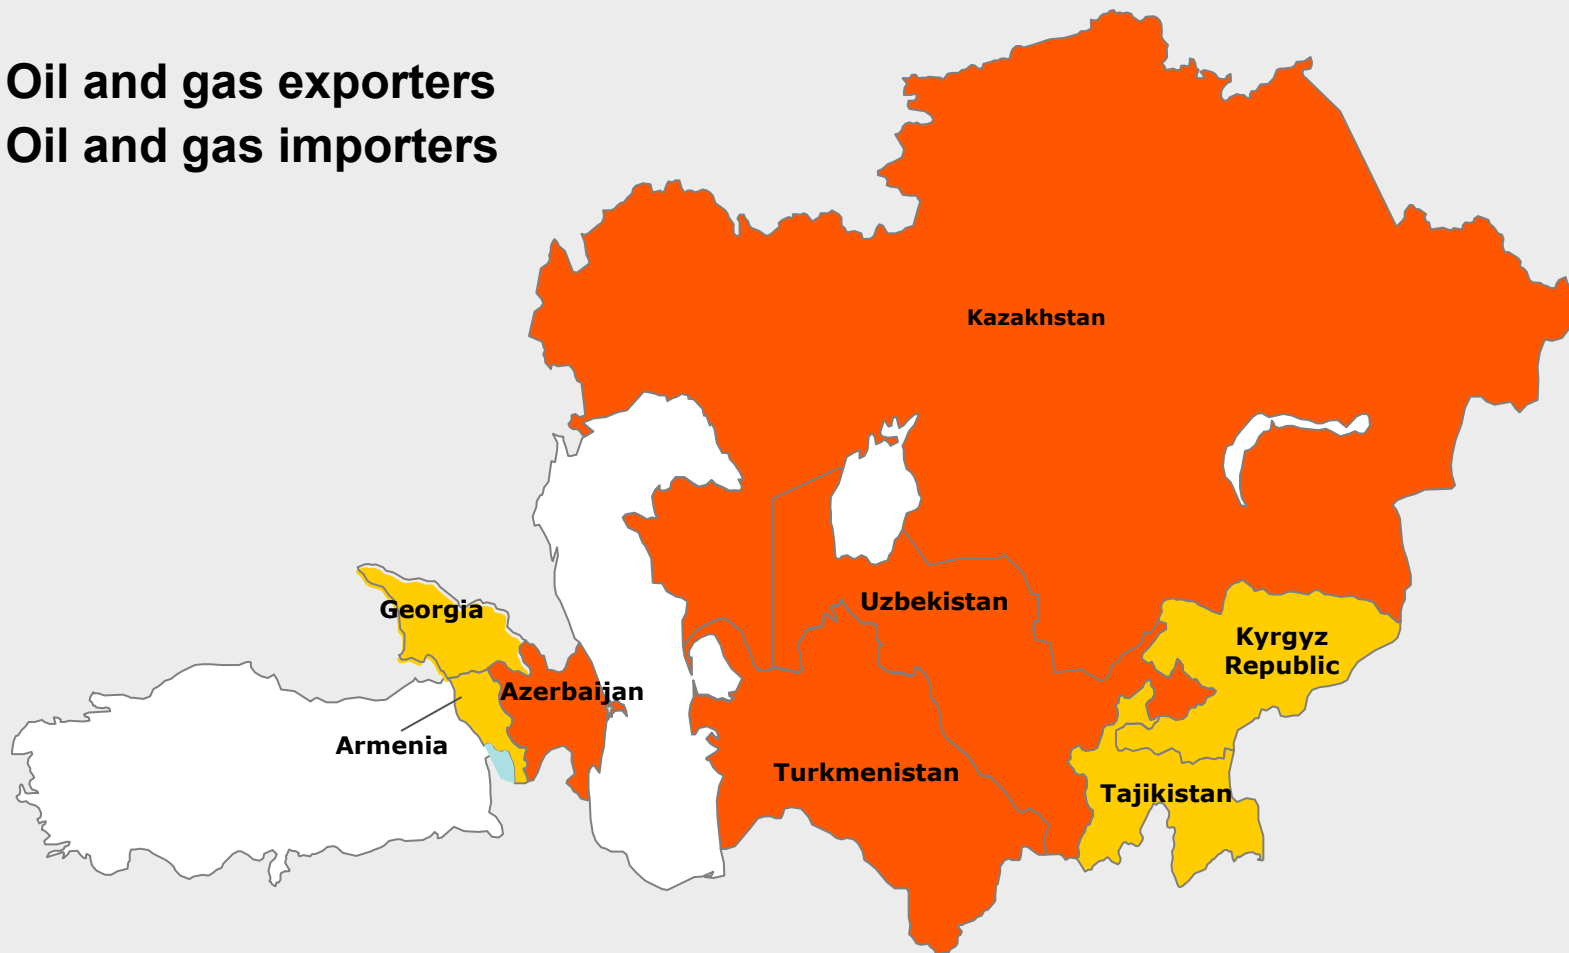 Oil and gas exporters
Oil and gas importers
Kazakhstan
Uzbekistan
Georgia
Kyrgyz
Republic
Azerbaijan
Armenia
Turkmenistan
Tajikistan